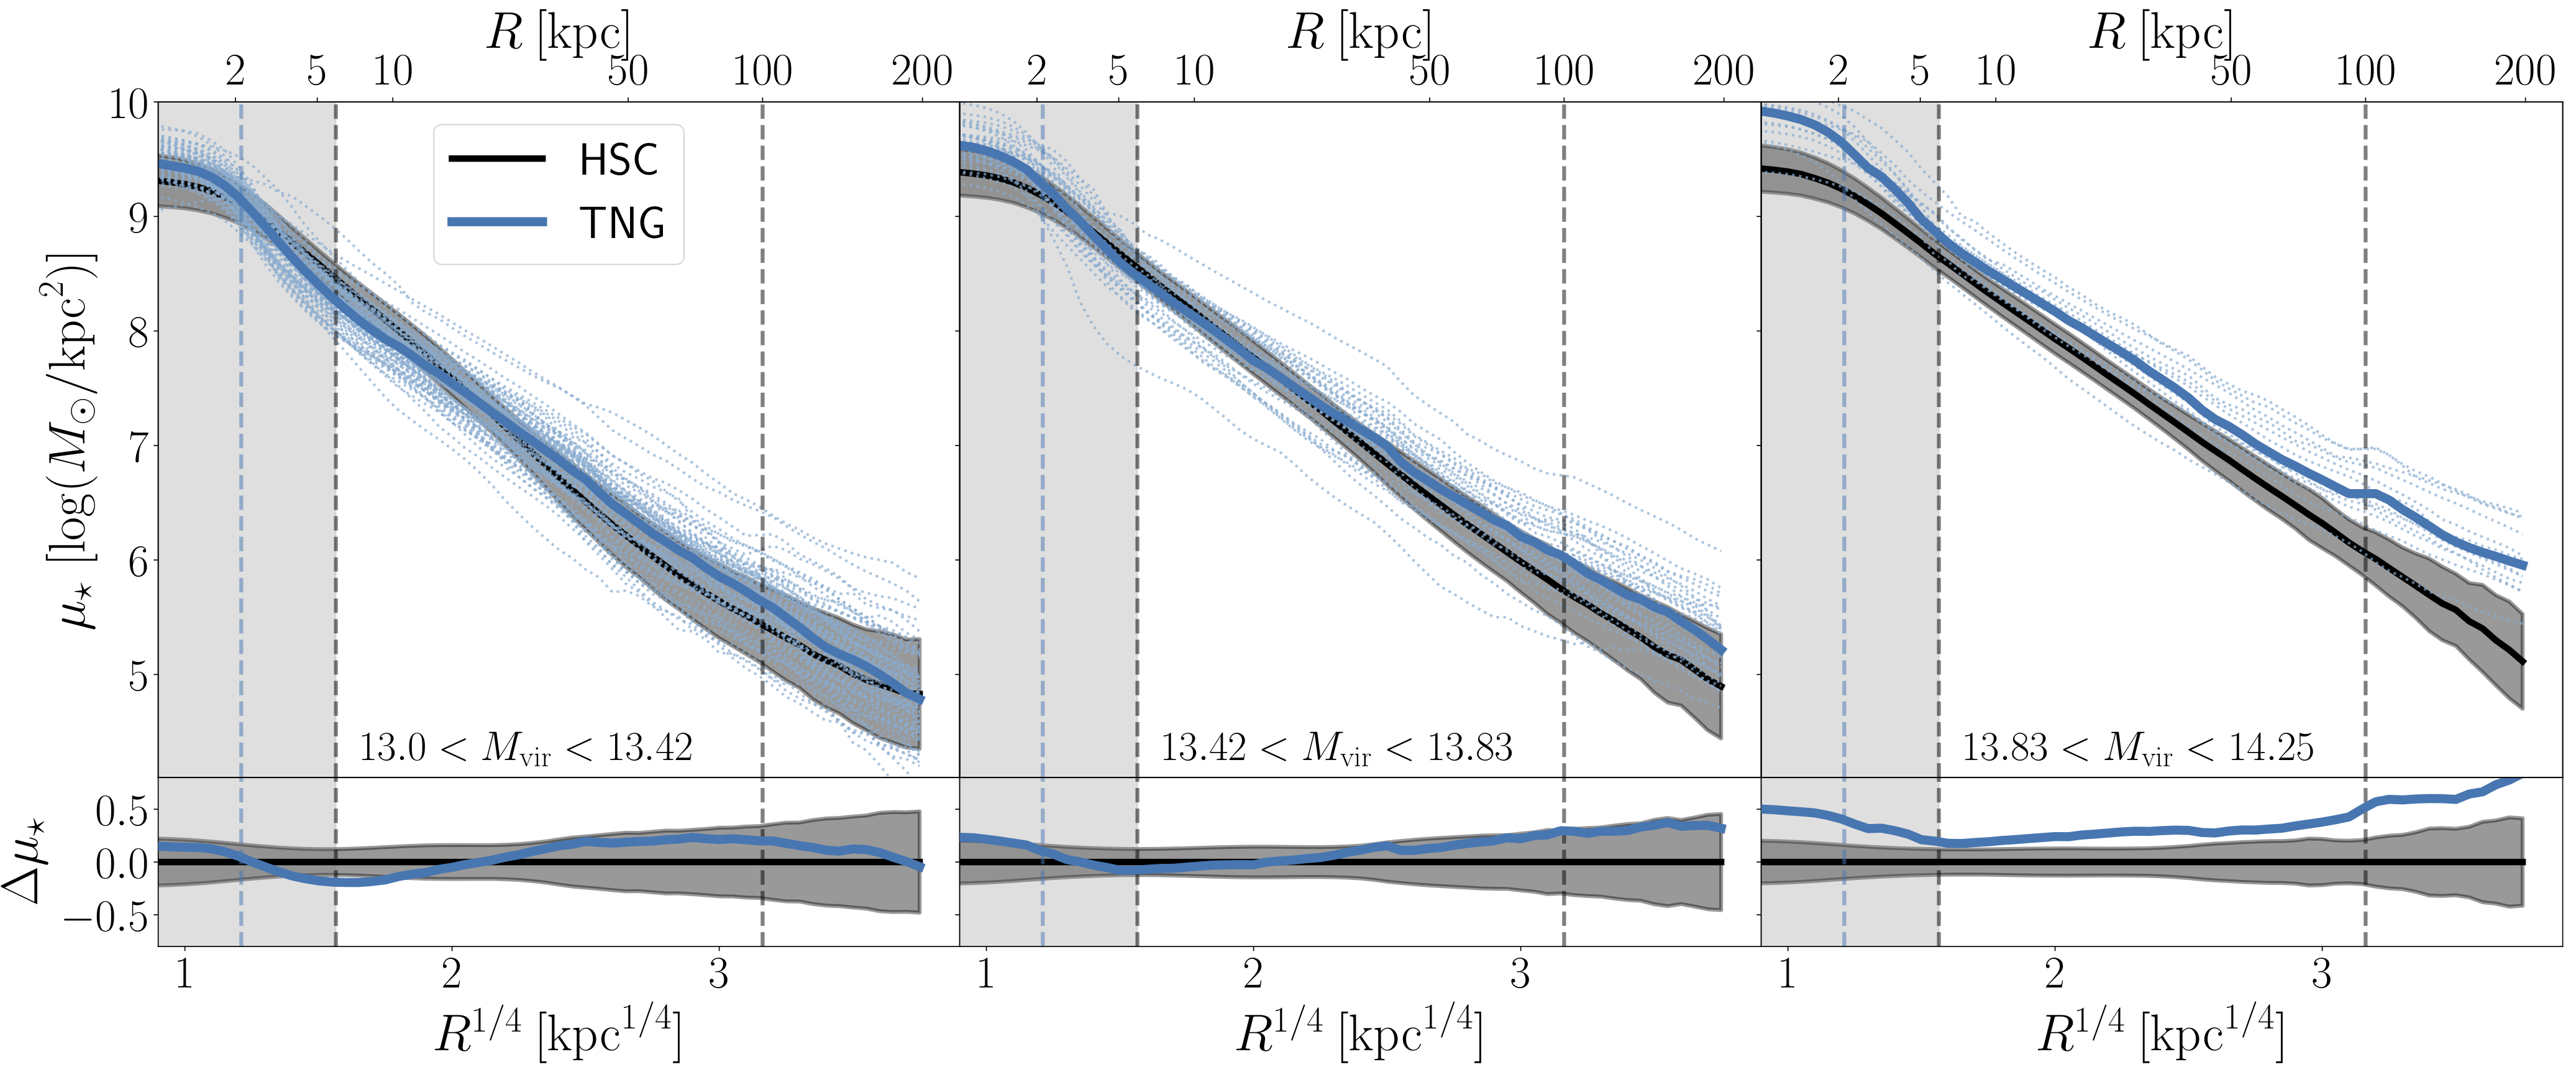 R [kpc] R [kpc] R [kpc]
2 5 10 50 100 200 2 5 10 50 100 200 2 5 10 50 100 200
10
9
8
7
6
5
μ⋆ [log(M⊙/kpc²)]
HSC
TNG
13.0 < Mvir < 13.42 13.42 < Mvir < 13.83 13.83 < Mvir < 14.25
0.5
0.0
−0.5
Δμ⋆
1 2 3 1 2 3 1 2 3
R^1/4 [kpc^1/4] R^1/4 [kpc^1/4] R^1/4 [kpc^1/4]